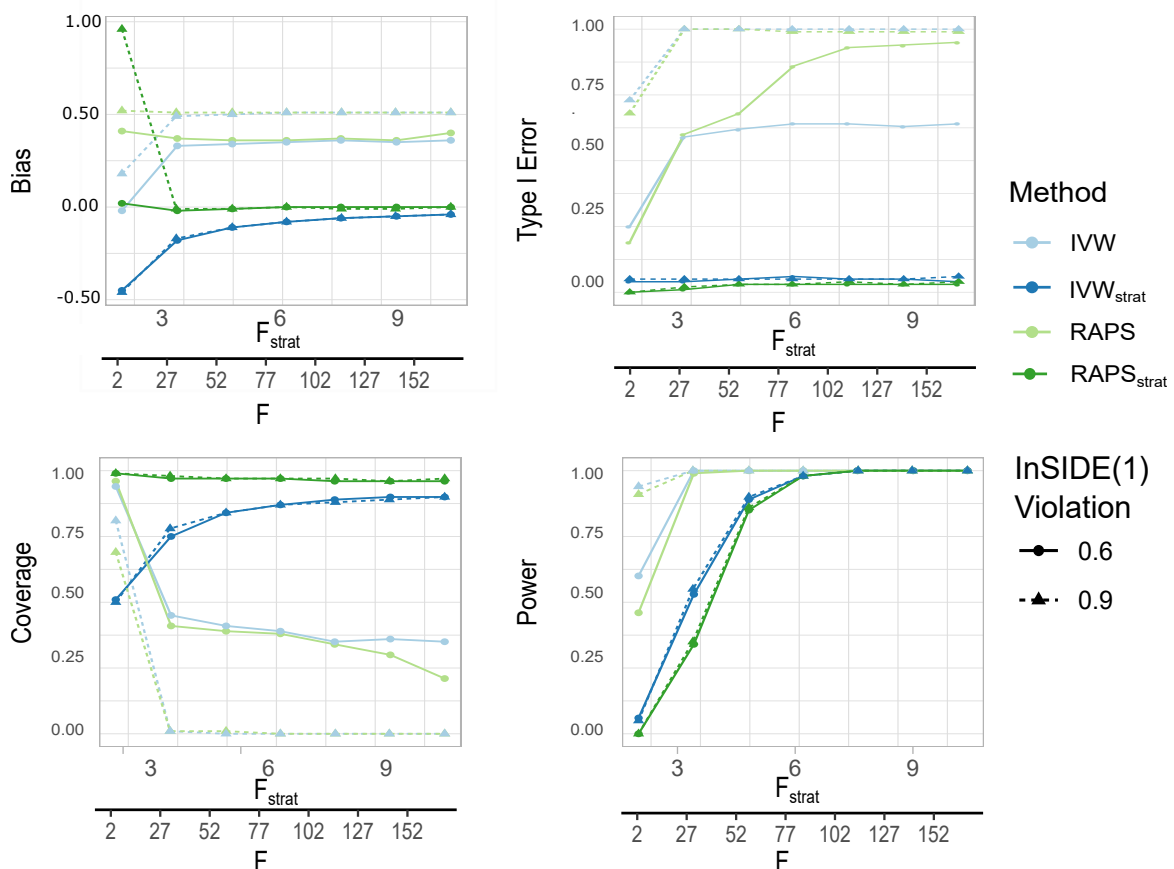 1.00
0.50
0.00
-0.50
Bias
3 6 9
F_strat
2 27 52 77 102 127 152
F
1.00
0.75
0.50
0.25
0.00
Type I Error
3 6 9
F_strat
2 27 52 77 102 127 152
F
Method
IVW
IVW_strat
RAPS
RAPS_strat
1.00
0.75
0.50
0.25
0.00
Coverage
3 6 9
F_strat
2 27 52 77 102 127 152
F
1.00
0.75
0.50
0.25
0.00
Power
3 6 9
F_strat
2 27 52 77 102 127 152
F
InSIDE(1)
Violation
0.6
0.9